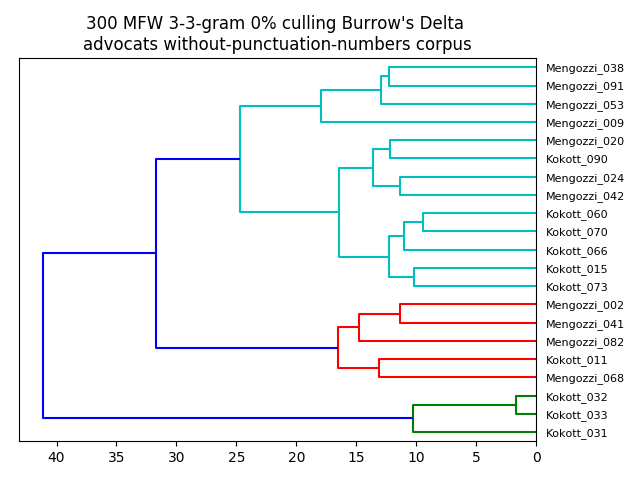 300 MFW 3-3-gram 0% culling Burrow's Delta
advocats without-punctuation-numbers corpus
Mengozzi_038
Mengozzi_091
Mengozzi_053
Mengozzi_009
Mengozzi_020
Kokott_090
Mengozzi_024
Mengozzi_042
Kokott_060
Kokott_070
Kokott_066
Kokott_015
Kokott_073
Mengozzi_002
Mengozzi_041
Mengozzi_082
Kokott_011
Mengozzi_068
Kokott_032
Kokott_033
Kokott_031
40 35 30 25 20 15 10 5 0